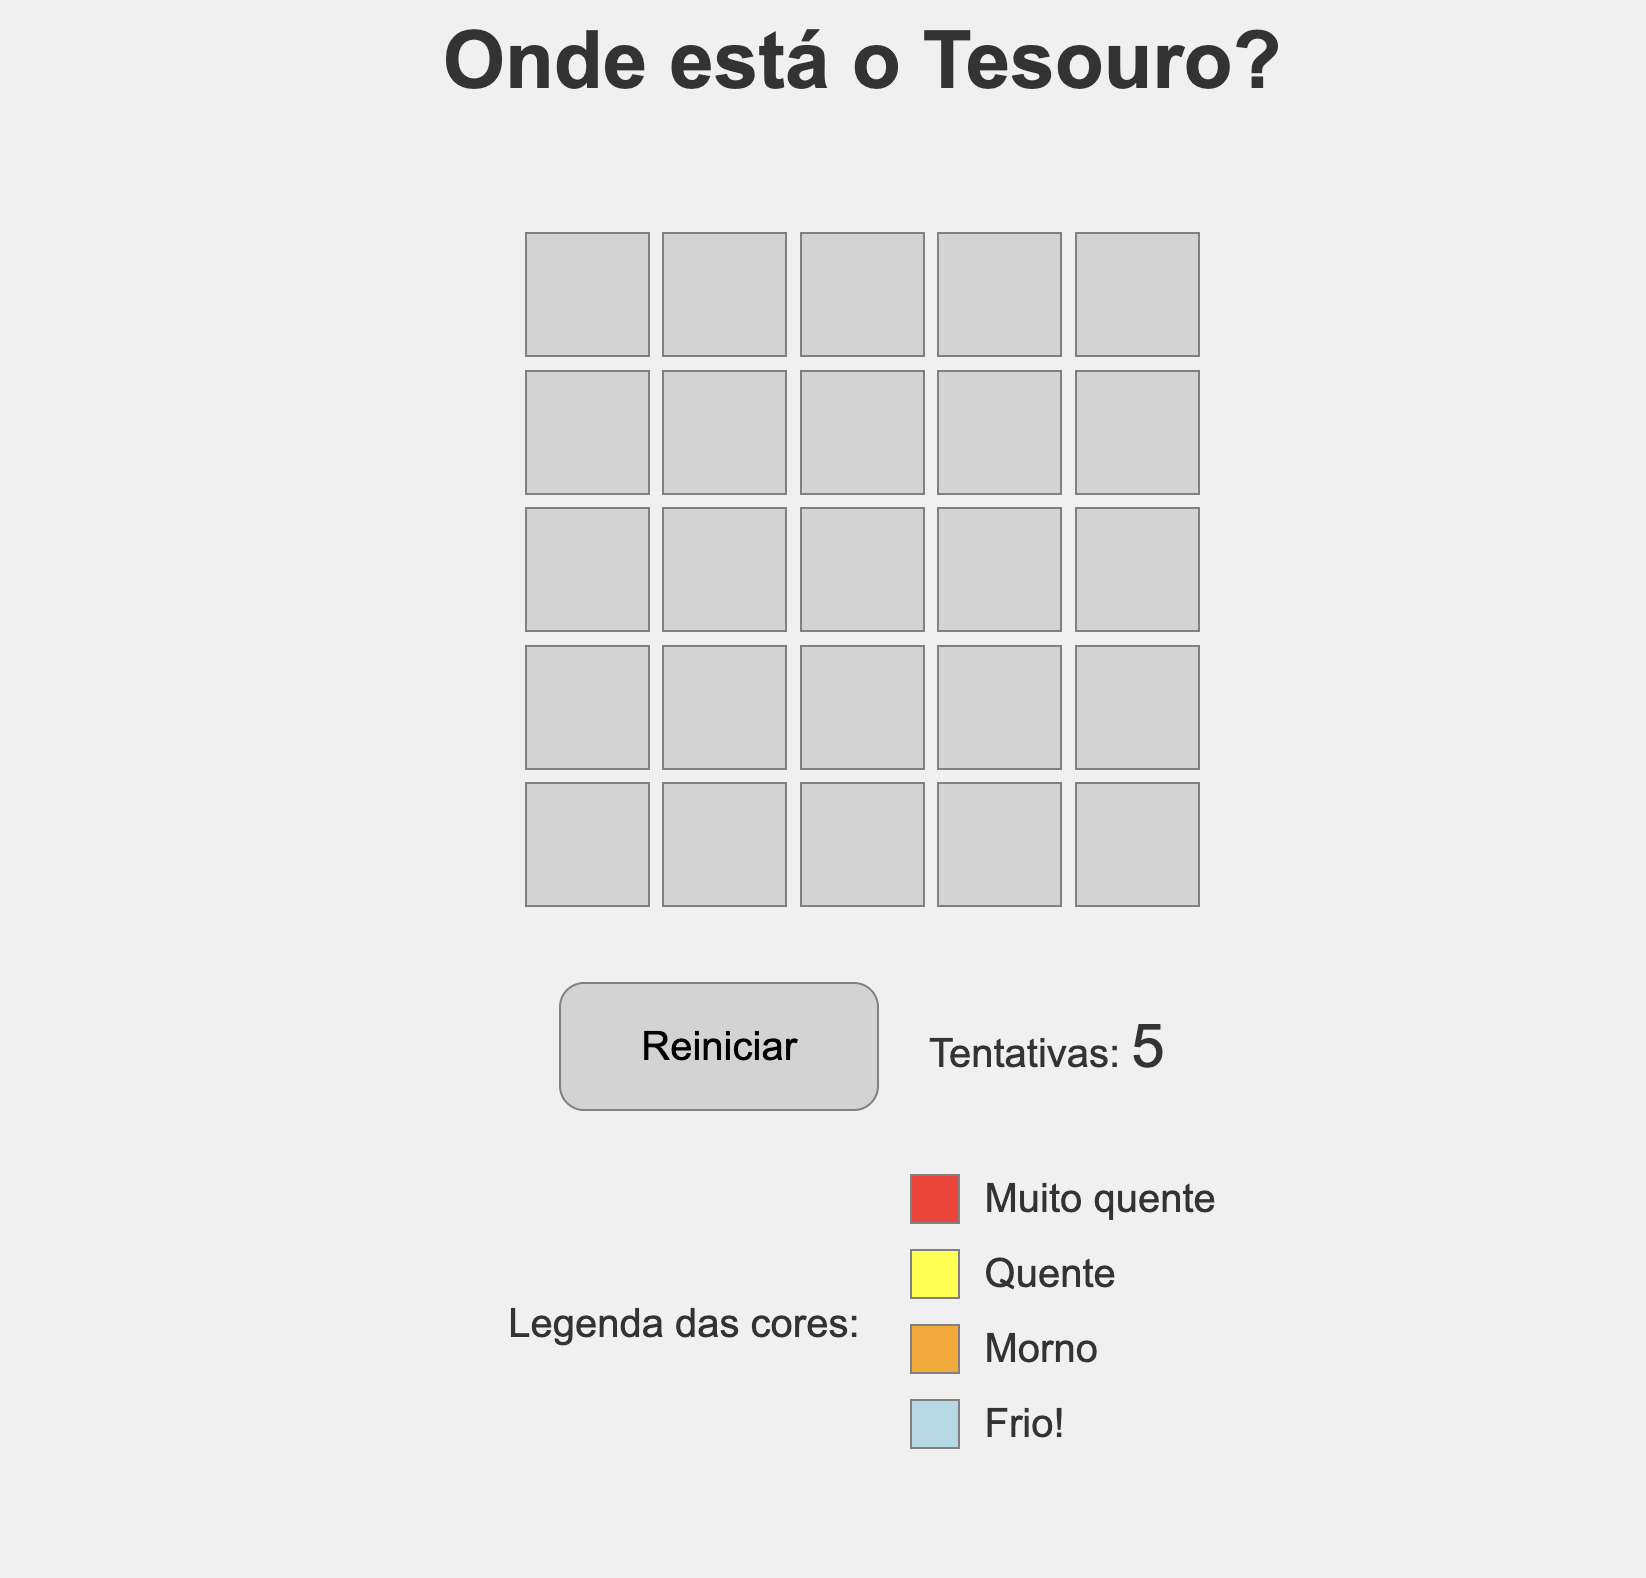 Onde está o Tesouro?
Reiniciar
Tentativas: 5
Legenda das cores:
Muito quente
Quente
Morno
Frio!